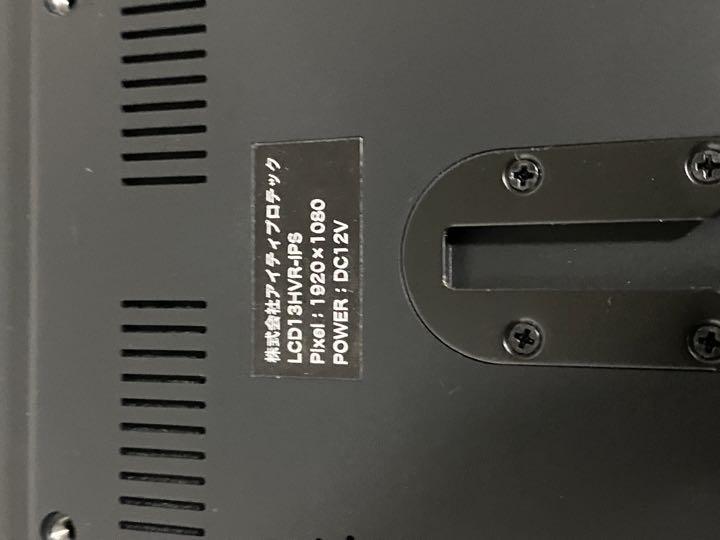 株式会社アイティプロテック
LCD13HVR-IPS
Pixel : 1920×1080
POWER : DC12V